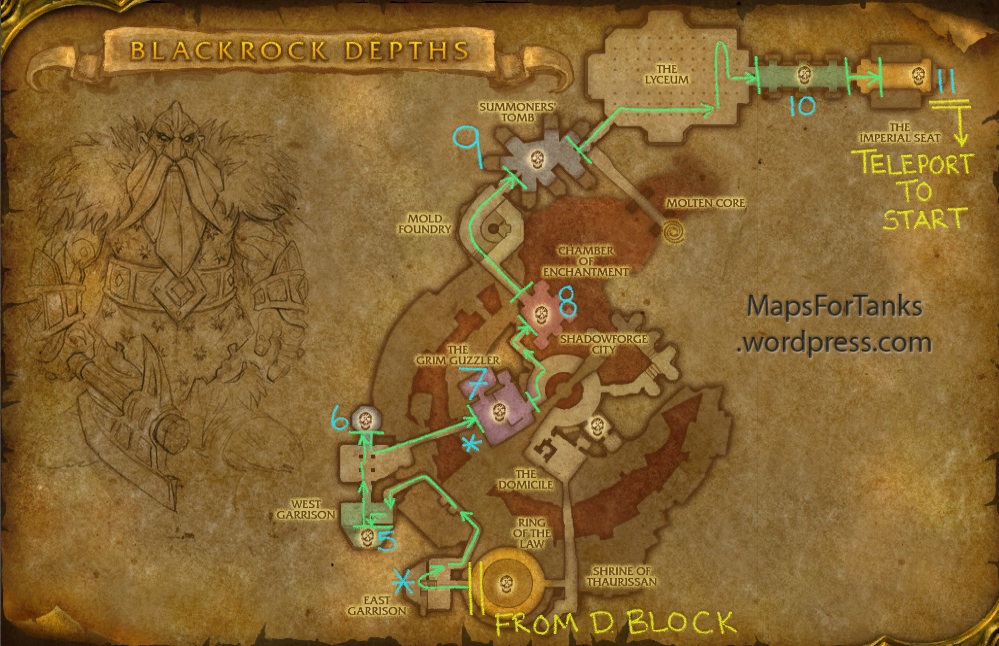 BLACKROCK DEPTHS
THE
LYCEUM
10
11
THE
IMPERIAL SEAT
TELEPORT
TO
START
SUMMONERS'
TOMB
9
MOLTEN CORE
MOLD
FOUNDRY
CHAMBER
OF
ENCHANTMENT
8
MapsForTanks
.wordpress.com
SHADOWFORGE
CITY
THE
GRIM GUZZLER
7
*
6
THE
DOMICILE
WEST
GARRISON
5
RING
OF THE
LAW
SHRINE OF
THAURISSAN
*
EAST
GARRISON
FROM D BLOCK